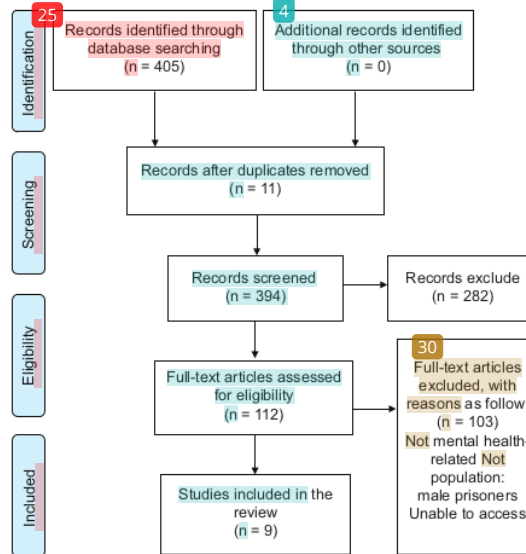 25
4
Records identified through
database searching
(n = 405)
Additional records identified
through other sources
(n = 0)
Identification
Records after duplicates removed
(n = 11)
Screening
Records screened
(n = 394)
Records exclude
(n = 282)
Eligibility
Full-text articles assessed
for eligibility
(n = 112)
30
Full-text articles
excluded, with
reasons as follow
(n = 103)
Not mental health-
related Not
population:
male prisoners
Unable to access
Included
Studies included in the
review
(n = 9)